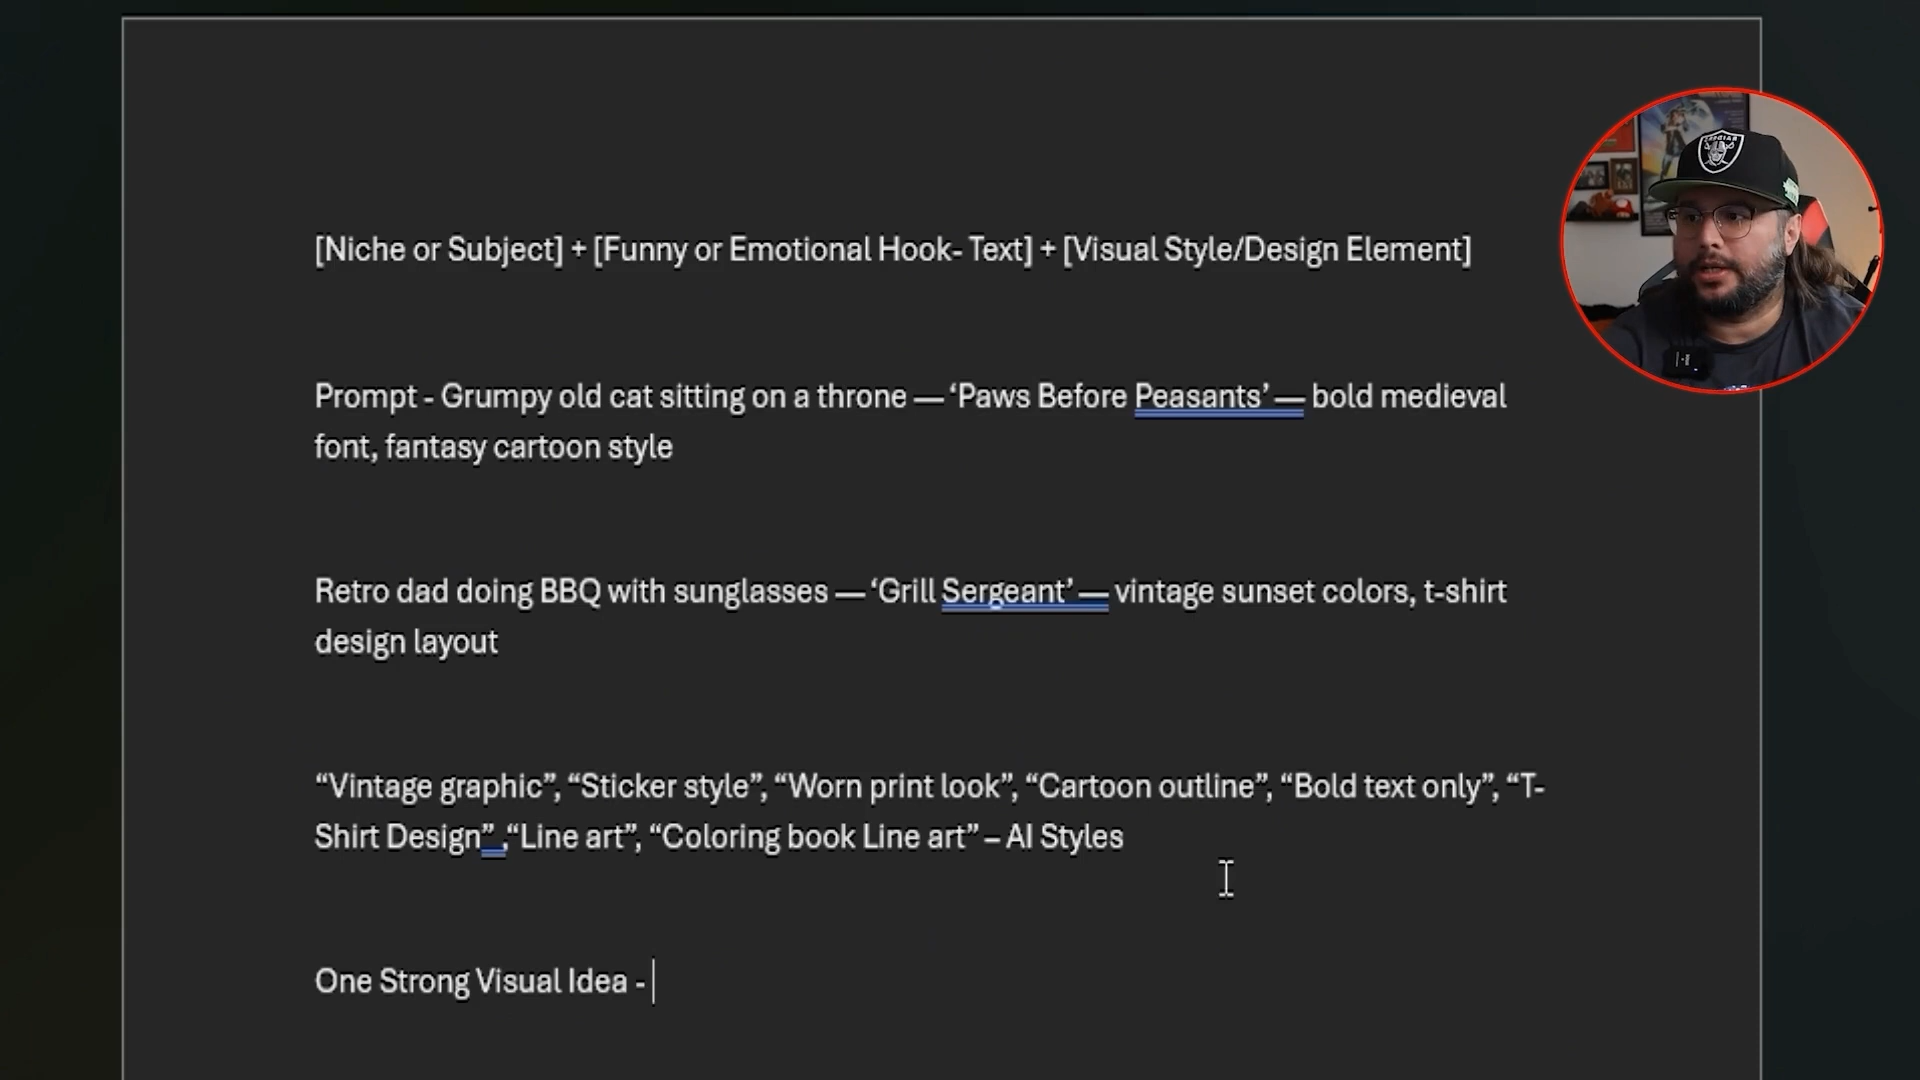 [Niche or Subject] + [Funny or Emotional Hook- Text] + [Visual Style/Design Element]
Prompt - Grumpy old cat sitting on a throne — ‘Paws Before Peasants’ — bold medieval
font, fantasy cartoon style
Retro dad doing BBQ with sunglasses — ‘Grill Sergeant’ — vintage sunset colors, t-shirt
design layout
“Vintage graphic”, “Sticker style”, “Worn print look”, “Cartoon outline”, “Bold text only”, “T-
Shirt Design” ,“Line art”, “Coloring book Line art” – AI Styles
One Strong Visual Idea -